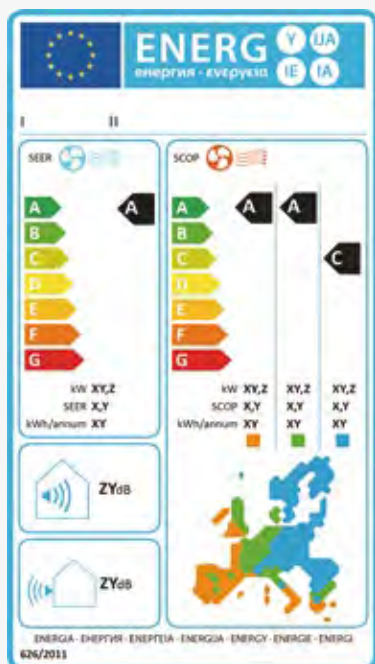 ENERG Y IJA
енергия · ενεργεια IE IA
I II
SEER
A A
B
C
D
E
F
G
kW XY,Z
SEER X,Y
kWh/annum XY
SCOP
A A A
B
C C
D
E
F
G
kW XY,Z XY,Z XY,Z
SCOP X,Y X,Y X,Y
kWh/annum XY XY XY
ZYdB
ZYdB
ENERGIA · ЕНЕРГИЯ · ΕΝΕΡΓΕΙΑ · ENERGIJA · ENERGY · ENERGIE · ENERGI
626/2011